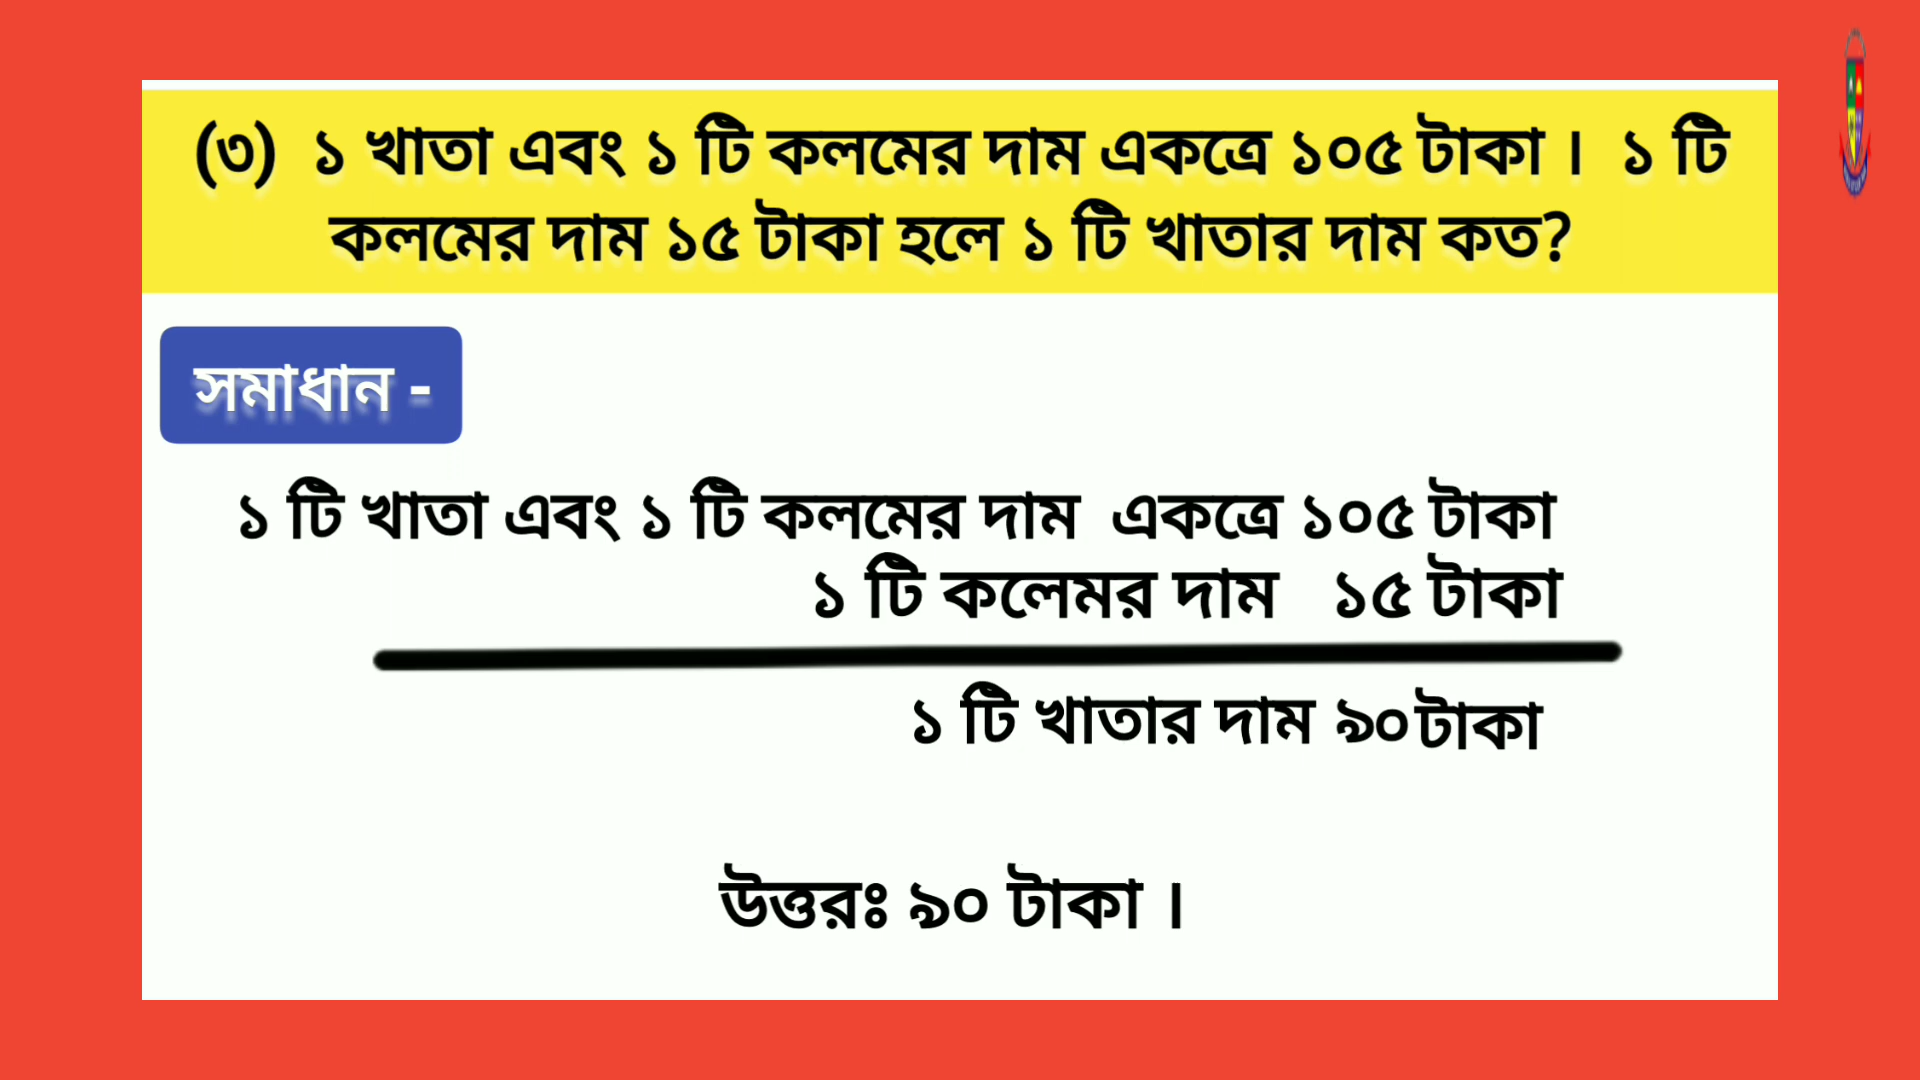 (৩) ১ খাতা এবং ১ টি কলমের দাম একত্রে ১০৫ টাকা। ১ টি
কলমের দাম ১৫ টাকা হলে ১ টি খাতার দাম কত?
সমাধান -
১ টি খাতা এবং ১ টি কলমের দাম একত্রে ১০৫ টাকা
১ টি কলেমর দাম ১৫ টাকা
১ টি খাতার দাম ৯০ টাকা
উত্তরঃ ৯০ টাকা।